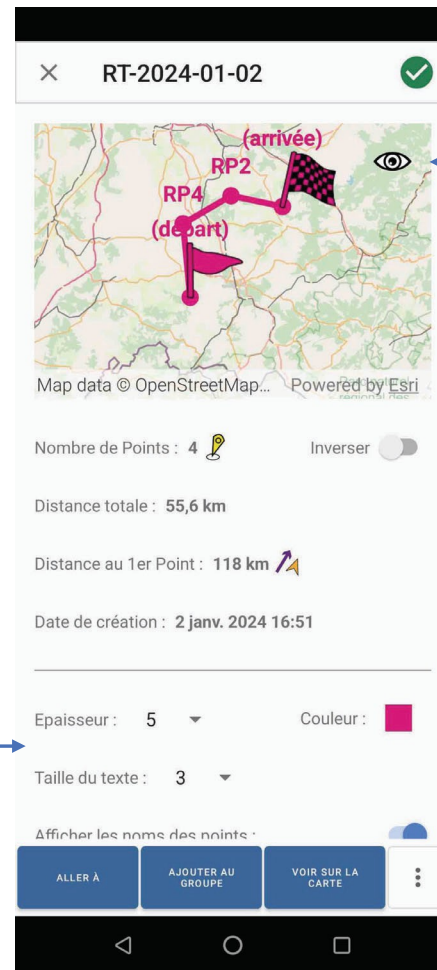 RT-2024-01-02
(arrivée)
RP2
RP4
(départ)
Map data © OpenStreetMap... Powered by Esri
Nombre de Points : 4 Inverser
Distance totale : 55,6 km
Distance au 1er Point : 118 km
Date de création : 2 janv. 2024 16:51
Epaisseur : 5 Couleur :
Taille du texte : 3
Afficher les noms des points :
ALLER À
AJOUTER AU
GROUPE
VOIR SUR LA
CARTE